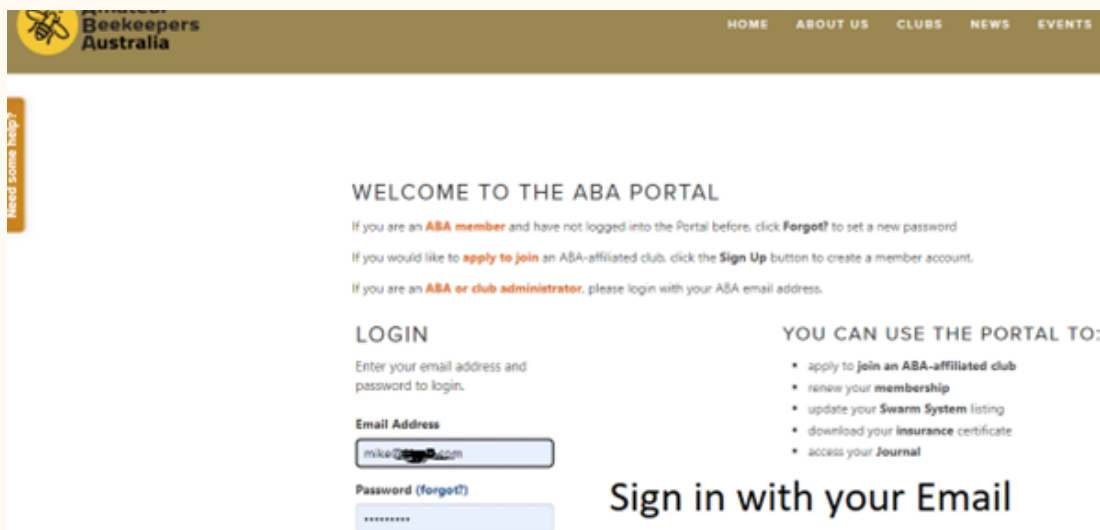 Amateur
Beekeepers
Australia
HOME ABOUT US CLUBS NEWS EVENTS
Need some help?
WELCOME TO THE ABA PORTAL
If you are an ABA member and have not logged into the Portal before, click Forgot? to set a new password
If you would like to apply to join an ABA-affiliated club, click the Sign Up button to create a member account.
If you are an ABA or club administrator, please login with your ABA email address.
LOGIN
Enter your email address and
password to login.
Email Address
mike@ .com
Password (forgot?)
•••••••••
YOU CAN USE THE PORTAL TO:
• apply to join an ABA-affiliated club
• renew your membership
• update your Swarm System listing
• download your insurance certificate
• access your Journal
Sign in with your Email